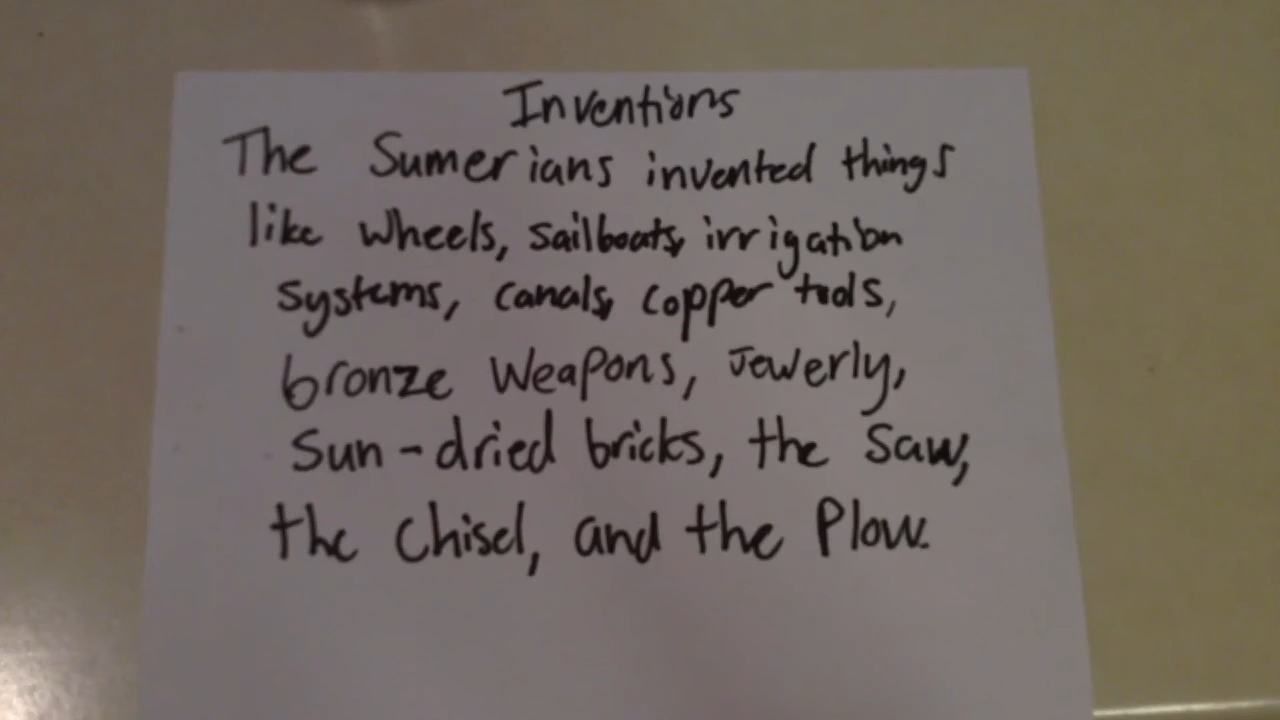 Inventions
The Sumerians invented things
like wheels, sailboats, irrigation
systems, canals, copper tools,
bronze weapons, Jewerly,
Sun-dried bricks, the saw,
the chisel, and the Plow.